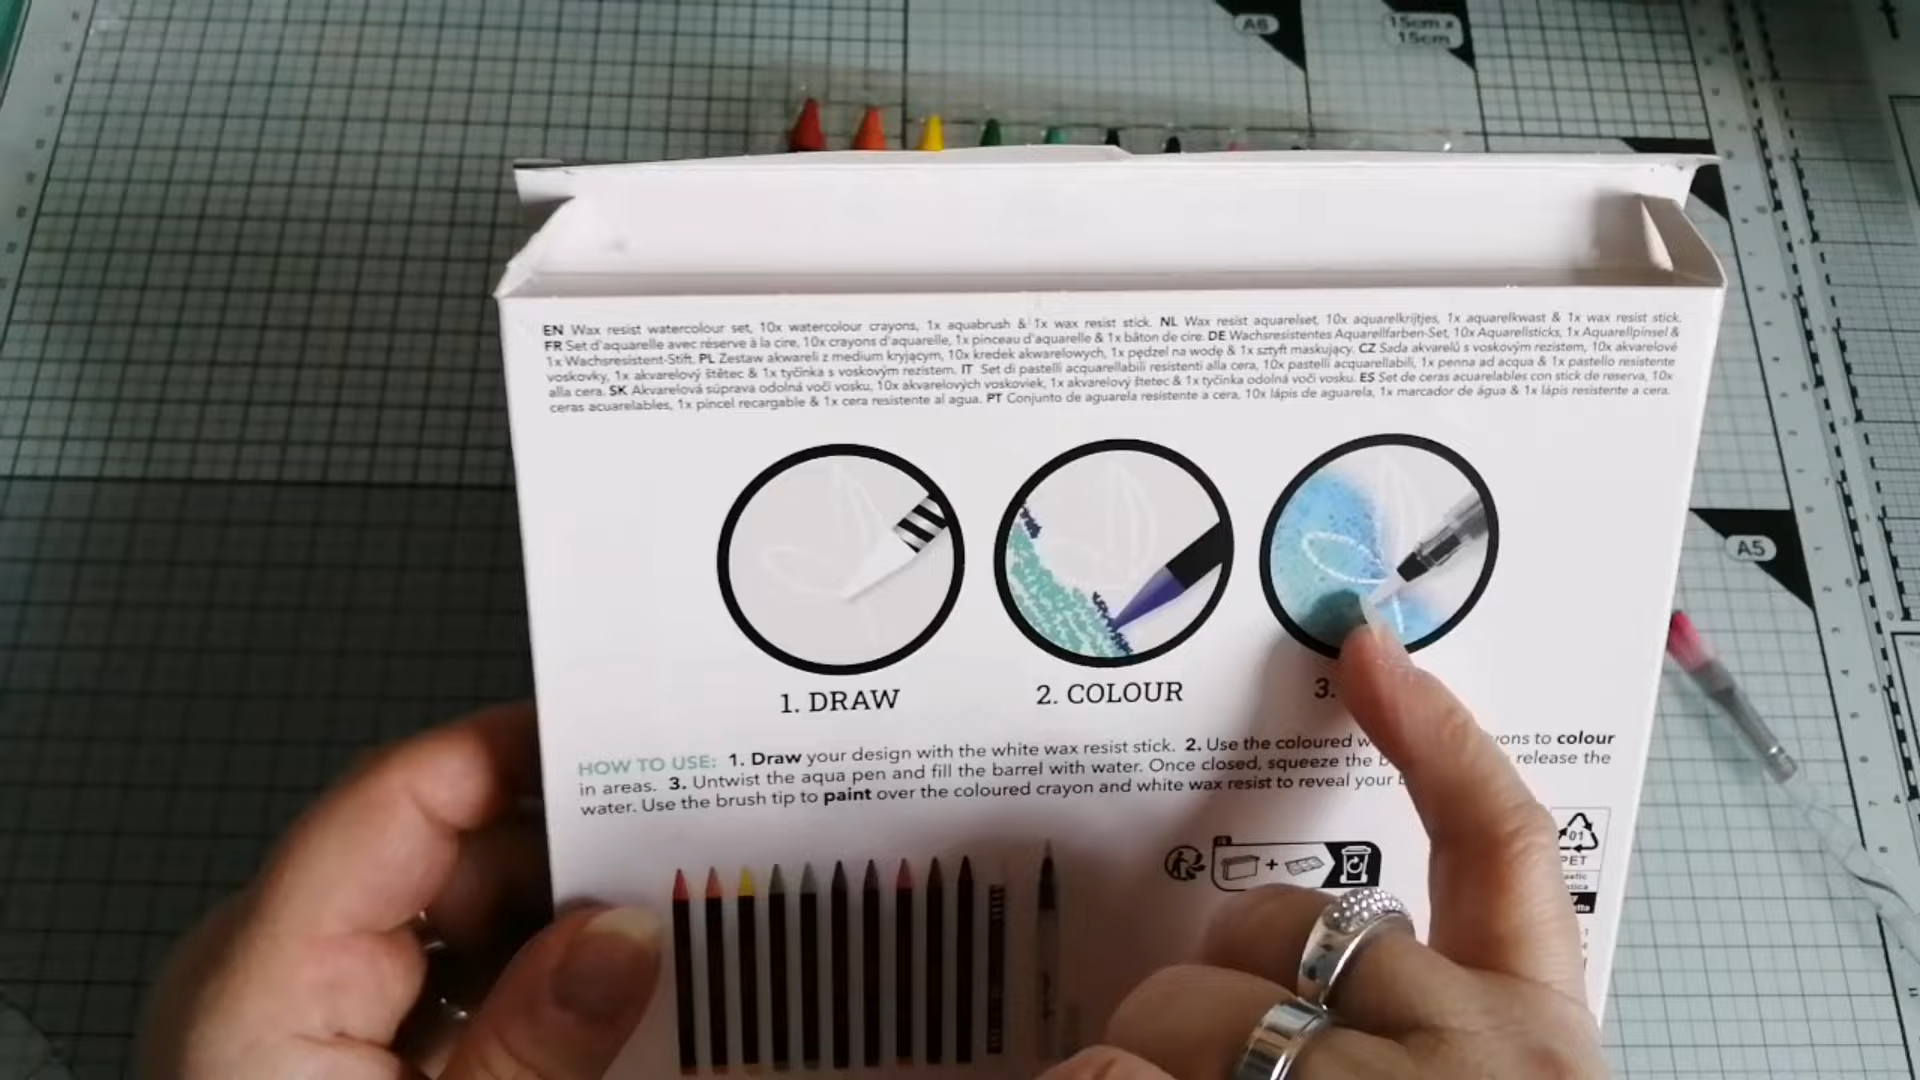 A6
15cm x
15cm
EN Wax resist watercolour set, 10x watercolour crayons, 1x aquabrush & 1x wax resist stick. NL Wax resist aquarelset, 10x aquarelkrijtjes, 1x aquarelkwast & 1x wax resist stick.
FR Set d'aquarelle avec réserve à la cire, 10x crayons d'aquarelle, 1x pinceau d'aquarelle & 1x bâton de cire. DE Wachsresistentes Aquarellfarben-Set, 10x Aquarellsticks, 1x Aquarellpinsel &
1x Wachsresistent-Stift. PL Zestaw akwareli z medium kryjącym, 10x kredek akwarelowych, 1x pędzel na wodę & 1x sztyft maskujący. CZ Sada akvarelů s voskovým rezistem, 10x akvarelové
voskovky, 1x akvarelový štětec & 1x tyčinka s voskovým rezistem. IT Set di pastelli acquarellabili resistenti alla cera, 10x pastelli acquarellabili, 1x penna ad acqua & 1x pastello resistente
alla cera. SK Akvarelová súprava odolná voči vosku, 10x akvarelových voskoviek, 1x akvarelový štetec & 1x tyčinka odolná voči vosku. ES Set de ceras acuarelables con stick de reserva, 10x
ceras acuarelables, 1x pincel recargable & 1x cera resistente al agua. PT Conjunto de aguarela resistente a cera, 10x lápis de aguarela, 1x marcador de água & 1x lápis resistente a cera.
A5
1. DRAW
2. COLOUR
3.
HOW TO USE: 1. Draw your design with the white wax resist stick. 2. Use the coloured w yons to colour
in areas. 3. Untwist the aqua pen and fill the barrel with water. Once closed, squeeze the b release the
water. Use the brush tip to paint over the coloured crayon and white wax resist to reveal your
01
PET